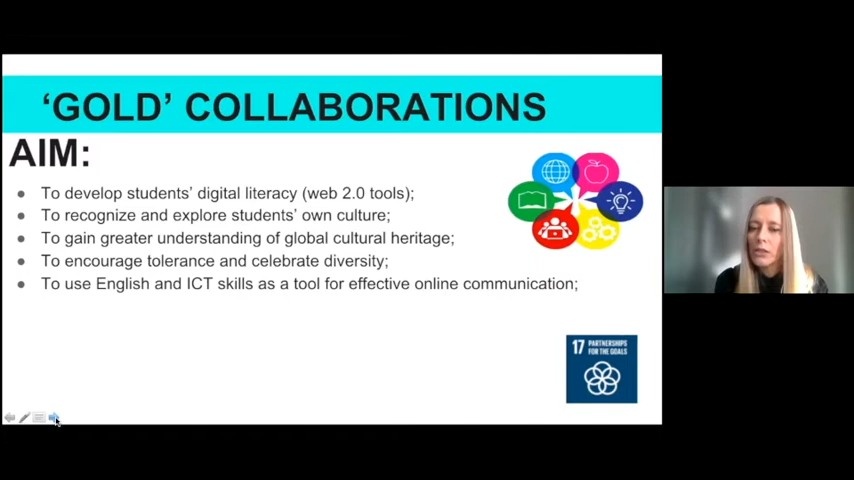 ‘GOLD’ COLLABORATIONS
AIM:
To develop students’ digital literacy (web 2.0 tools);
To recognize and explore students’ own culture;
To gain greater understanding of global cultural heritage;
To encourage tolerance and celebrate diversity;
To use English and ICT skills as a tool for effective online communication;
17 PARTNERSHIPS
FOR THE GOALS